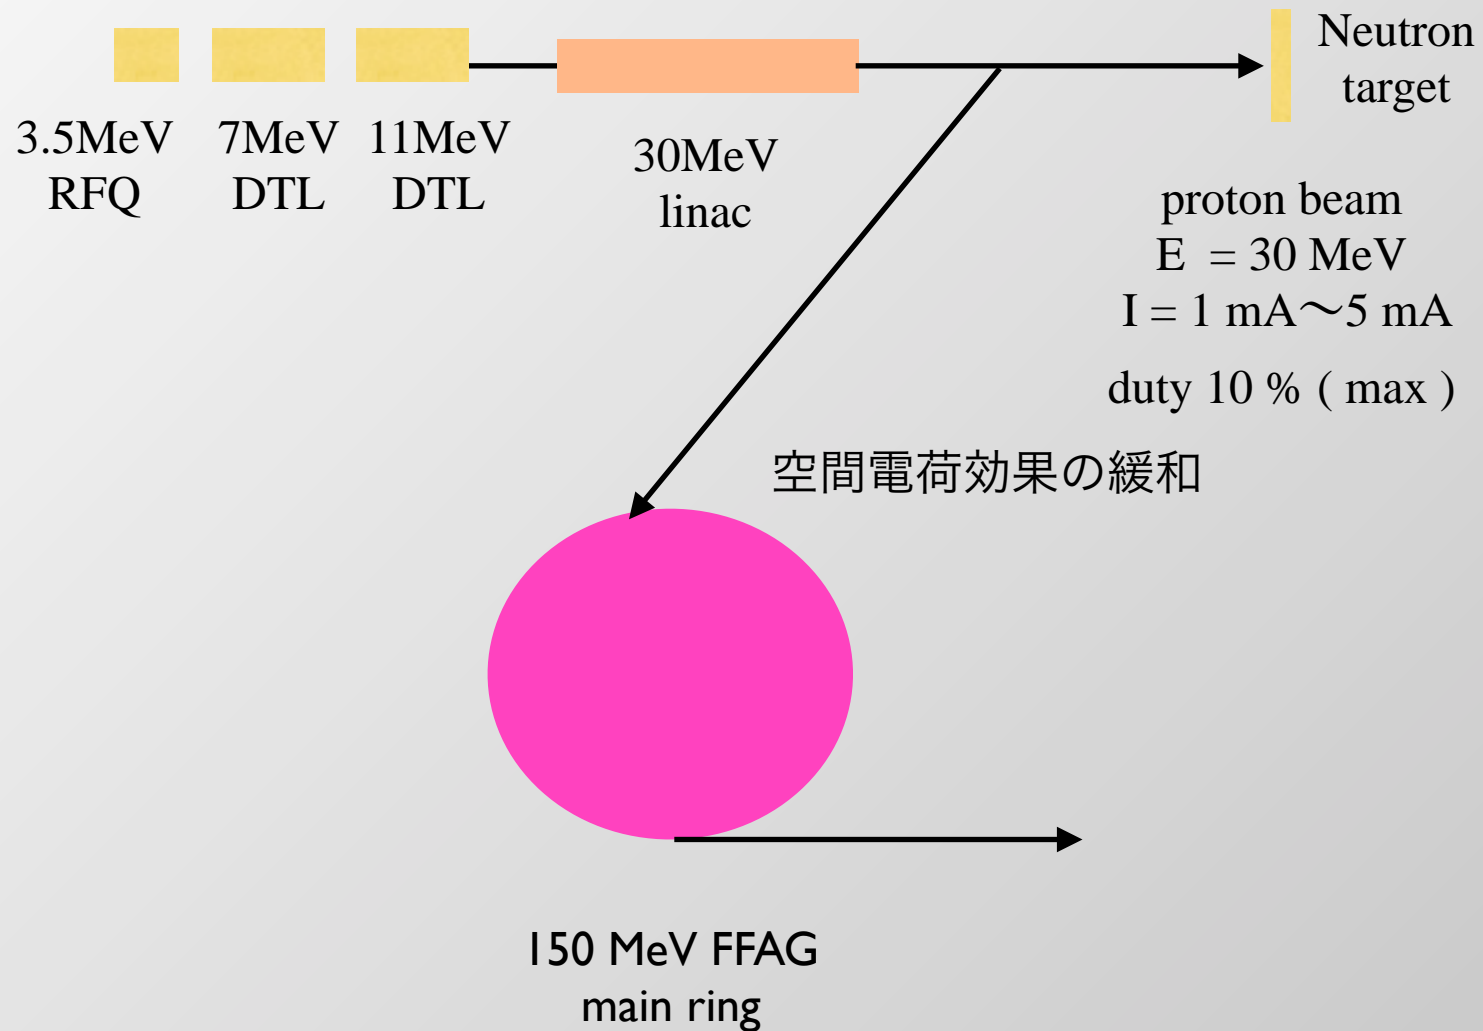 Neutron
target
3.5MeV
RFQ
7MeV
DTL
11MeV
DTL
30MeV
linac
proton beam
E = 30 MeV
I = 1 mA〜5 mA
duty 10 % ( max )
空間電荷効果の緩和
150 MeV FFAG
main ring